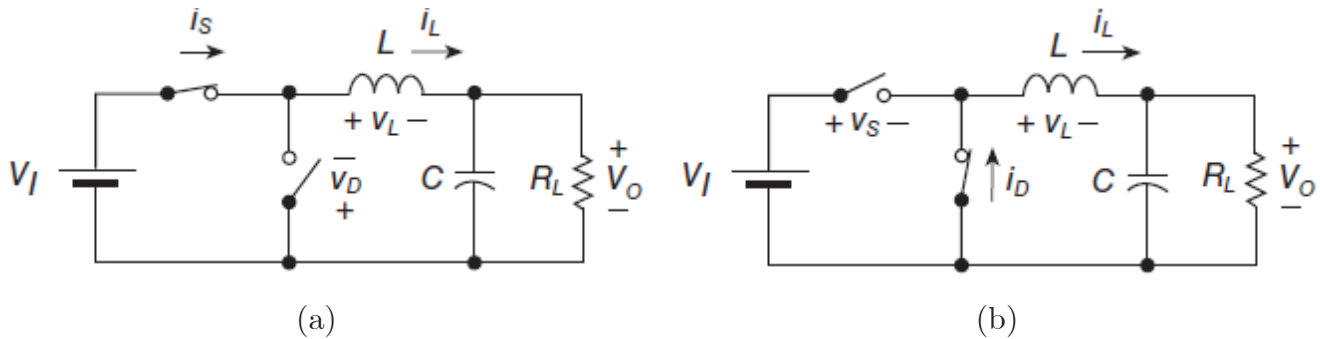 i_S
i_L
L
+ v_L −
V_I
− v_D +
C
R_L
+ V_O −
(a)
i_L
L
+ v_S −
+ v_L −
V_I
i_D
C
R_L
+ V_O −
(b)